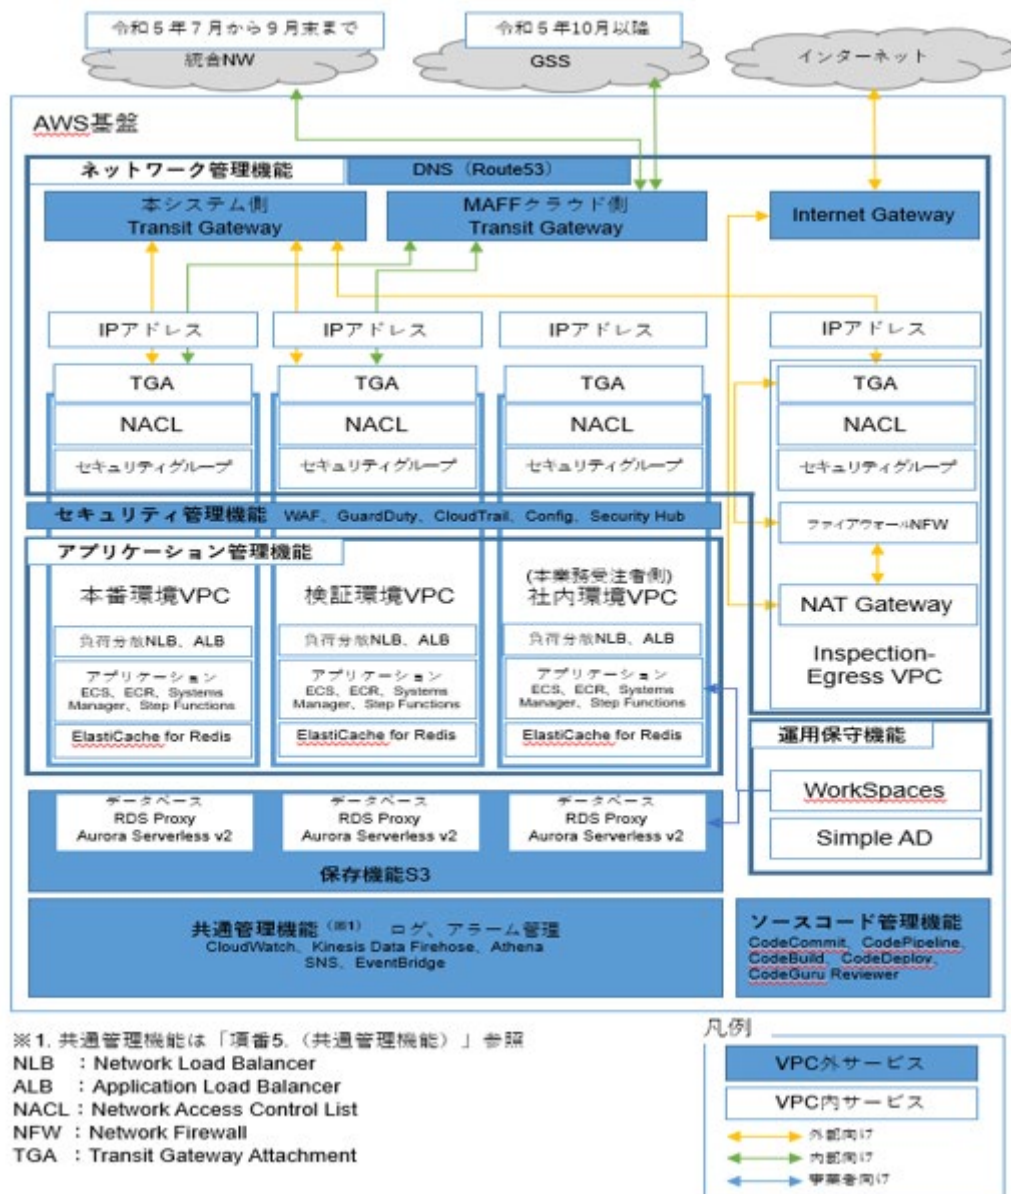 令和５年７月から９月末まで
統合NW
令和５年10月以降
GSS
インターネット
AWS基盤
ネットワーク管理機能
DNS（Route53）
本システム側
Transit Gateway
MAFFクラウド側
Transit Gateway
Internet Gateway
IPアドレス
IPアドレス
IPアドレス
IPアドレス
TGA
TGA
TGA
TGA
NACL
NACL
NACL
NACL
セキュリティグループ
セキュリティグループ
セキュリティグループ
セキュリティグループ
セキュリティ管理機能 WAF、GuardDuty、CloudTrail、Config、Security Hub
ファイアウォールNFW
アプリケーション管理機能
本番環境VPC
検証環境VPC
(本業務受注者側)
社内環境VPC
NAT Gateway
Inspection-
Egress VPC
負荷分散NLB、ALB
負荷分散NLB、ALB
負荷分散NLB、ALB
アプリケーション
ECS、ECR、Systems
Manager、Step Functions
アプリケーション
ECS、ECR、Systems
Manager、Step Functions
アプリケーション
ECS、ECR、Systems
Manager、Step Functions
ElastiCache for Redis
ElastiCache for Redis
ElastiCache for Redis
運用保守機能
WorkSpaces
Simple AD
データベース
RDS Proxy
Aurora Serverless v2
データベース
RDS Proxy
Aurora Serverless v2
データベース
RDS Proxy
Aurora Serverless v2
保存機能S3
共通管理機能（※1） ログ、アラーム管理
CloudWatch、Kinesis Data Firehose、Athena
SNS、EventBridge
ソースコード管理機能
CodeCommit、CodePipeline、
CodeBuild、CodeDeploy、
CodeGuru Reviewer
※1. 共通管理機能は「項番5.（共通管理機能）」参照
NLB ：Network Load Balancer
ALB ：Application Load Balancer
NACL：Network Access Control List
NFW ：Network Firewall
TGA ：Transit Gateway Attachment
凡例
VPC外サービス
VPC内サービス
外部向け
内部向け
事業者向け